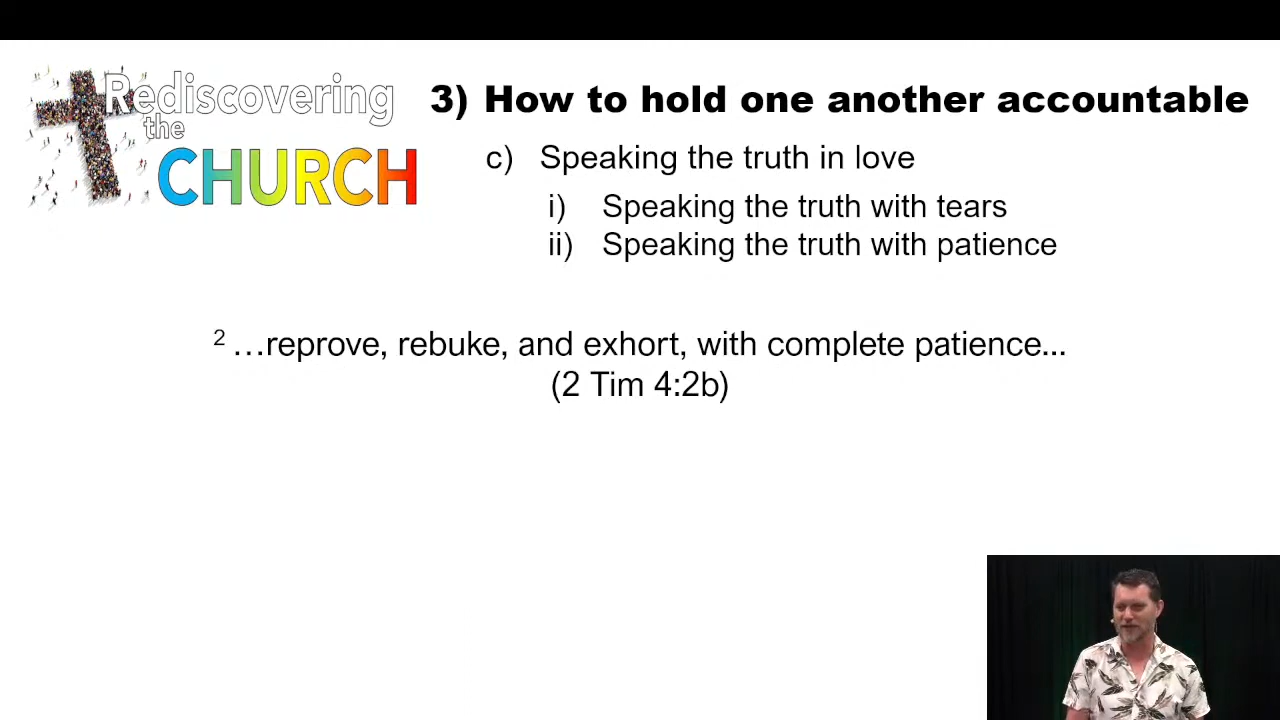 Rediscovering
the
CHURCH
3) How to hold one another accountable
c) Speaking the truth in love
i) Speaking the truth with tears
ii) Speaking the truth with patience
2 …reprove, rebuke, and exhort, with complete patience...
(2 Tim 4:2b)